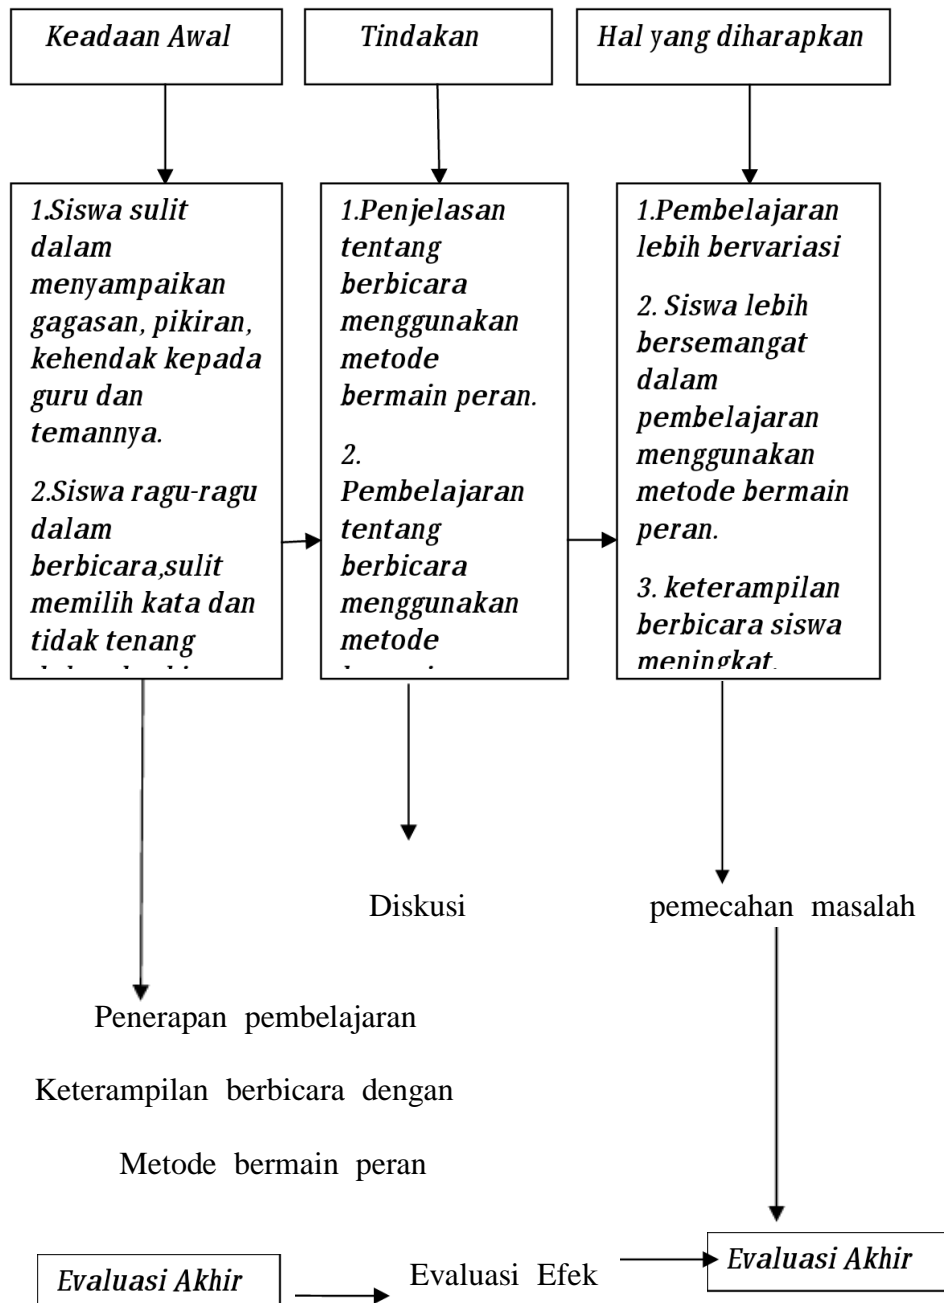 Keadaan Awal
Tindakan
Hal yang diharapkan
1.Siswa sulit
dalam
menyampaikan
gagasan, pikiran,
kehendak kepada
guru dan
temannya.
2.Siswa ragu-ragu
dalam
berbicara,sulit
memilih kata dan
tidak tenang
1.Penjelasan
tentang
berbicara
menggunakan
metode
bermain peran.
2.
Pembelajaran
tentang
berbicara
menggunakan
metode
1.Pembelajaran
lebih bervariasi
2. Siswa lebih
bersemangat
dalam
pembelajaran
menggunakan
metode bermain
peran.
3. keterampilan
berbicara siswa
meningkat.
Diskusi
pemecahan masalah
Penerapan pembelajaran
Keterampilan berbicara dengan
Metode bermain peran
Evaluasi Akhir
Evaluasi Efek
Evaluasi Akhir